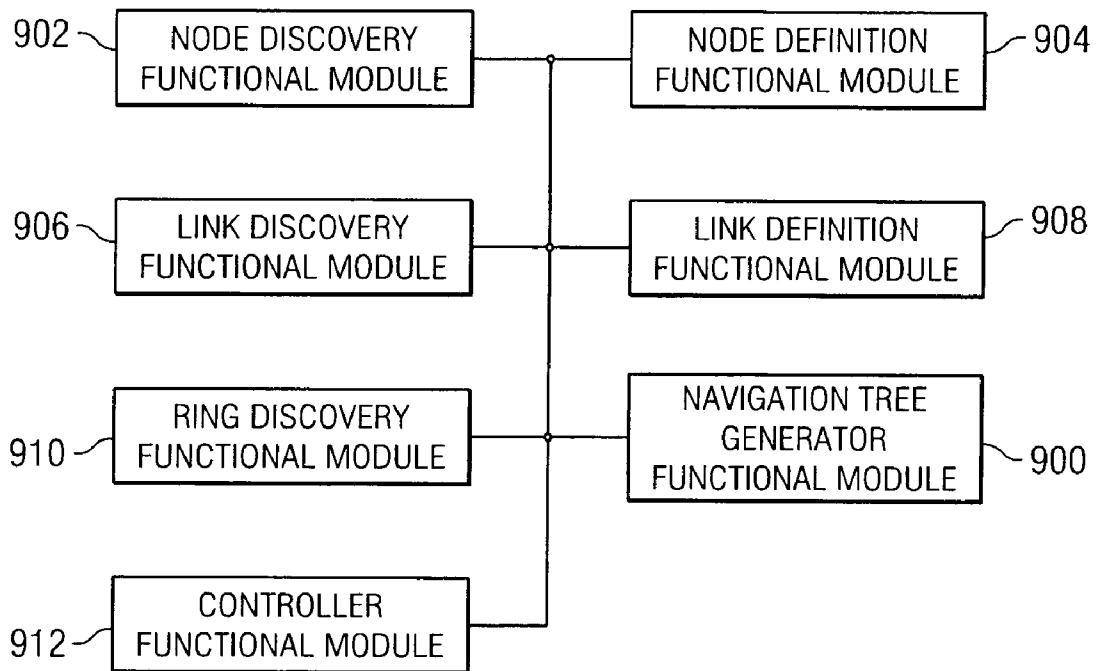 902
NODE DISCOVERY
FUNCTIONAL MODULE
NODE DEFINITION
FUNCTIONAL MODULE
904
906
LINK DISCOVERY
FUNCTIONAL MODULE
LINK DEFINITION
FUNCTIONAL MODULE
908
910
RING DISCOVERY
FUNCTIONAL MODULE
NAVIGATION TREE
GENERATOR
FUNCTIONAL MODULE
900
912
CONTROLLER
FUNCTIONAL MODULE